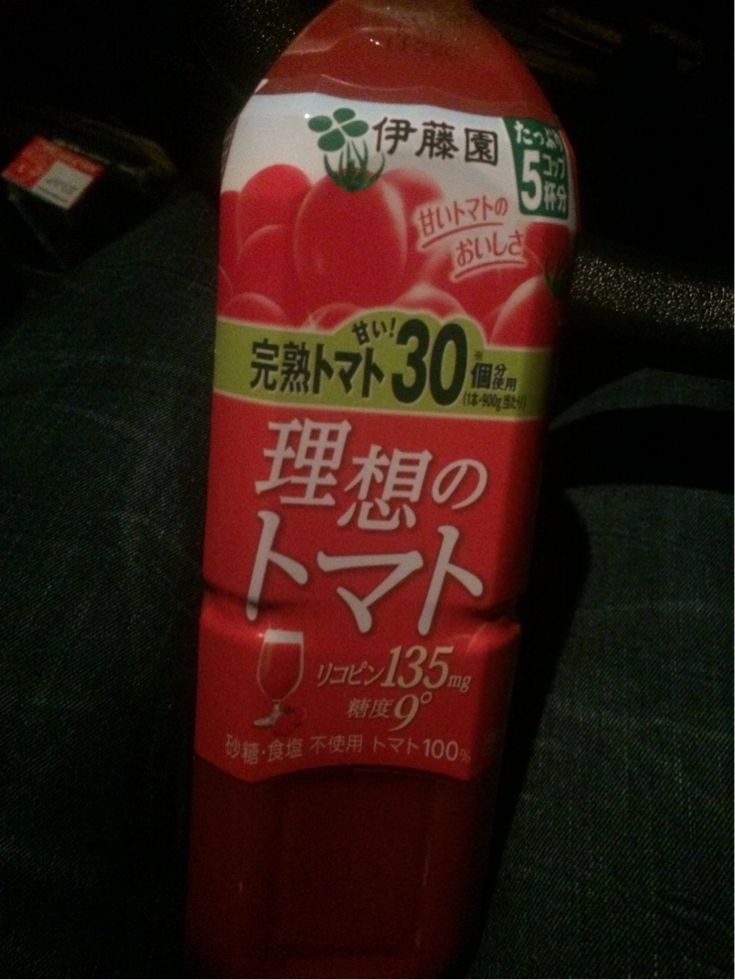 伊藤園
たっぷり
5コップ杯分
甘いトマトの
おいしさ
甘い!
完熟トマト30個分使用
※
(1本・900g当たり)
理想の
トマト
リコピン135mg
糖度9°
砂糖・食塩 不使用 トマト100%